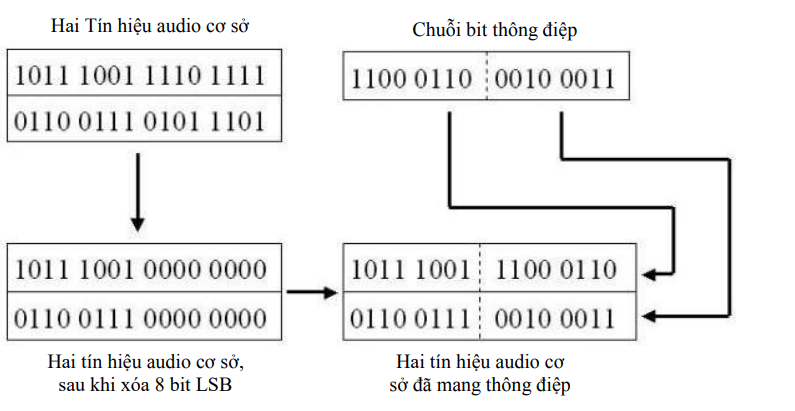 Hai Tín hiệu audio cơ sở
Chuỗi bit thông điệp
1011 1001 1110 1111
0110 0111 0101 1101
1100 0110 0010 0011
1011 1001 0000 0000
0110 0111 0000 0000
1011 1001 1100 0110
0110 0111 0010 0011
Hai tín hiệu audio cơ sở,
sau khi xóa 8 bit LSB
Hai tín hiệu audio cơ
sở đã mang thông điệp